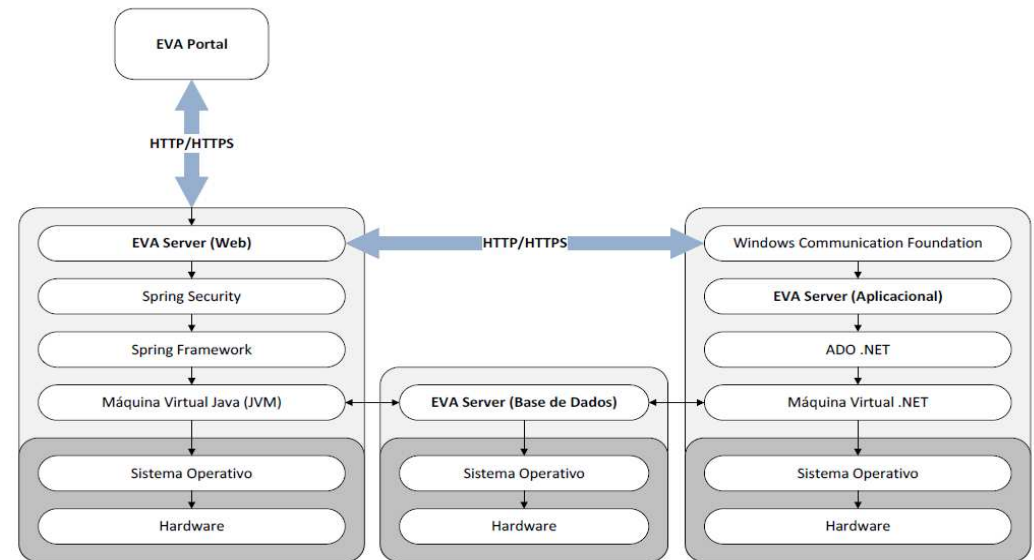 EVA Portal
HTTP/HTTPS
EVA Server (Web)
Spring Security
Spring Framework
Máquina Virtual Java (JVM)
Sistema Operativo
Hardware
HTTP/HTTPS
EVA Server (Base de Dados)
Sistema Operativo
Hardware
Windows Communication Foundation
EVA Server (Aplicacional)
ADO .NET
Máquina Virtual .NET
Sistema Operativo
Hardware